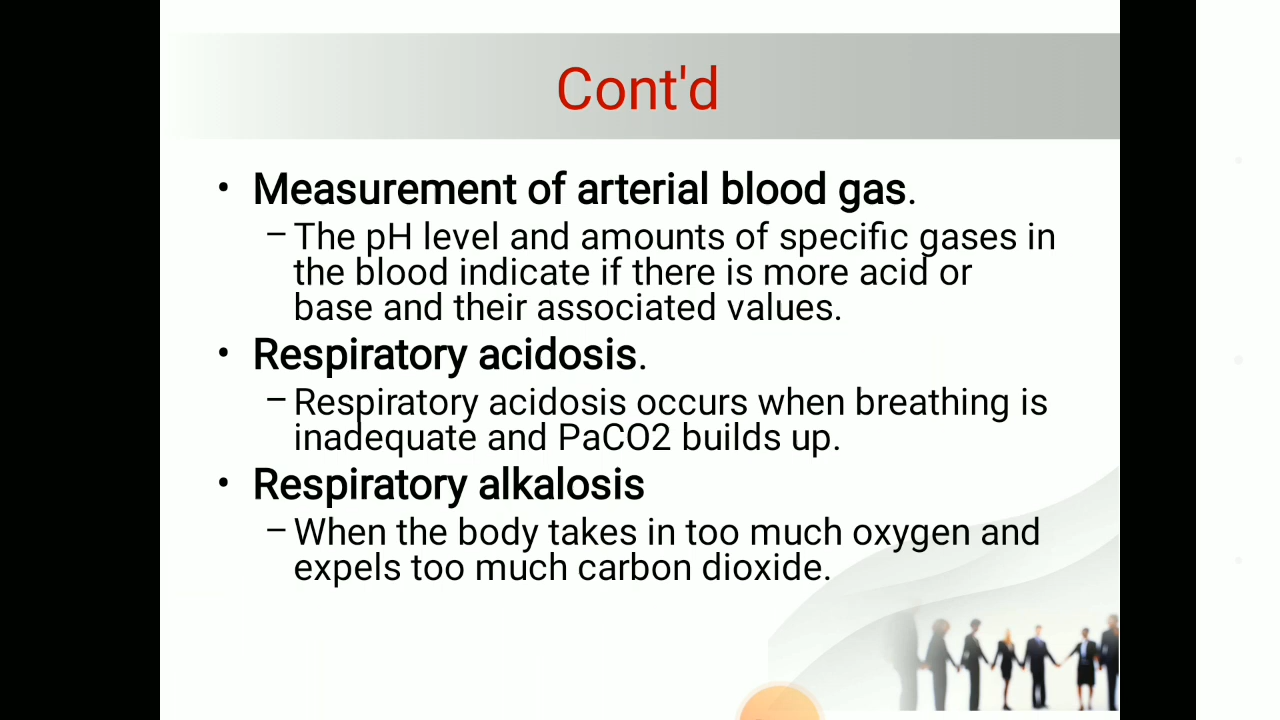 Cont'd
• Measurement of arterial blood gas.
– The pH level and amounts of specific gases in
the blood indicate if there is more acid or
base and their associated values.
• Respiratory acidosis.
– Respiratory acidosis occurs when breathing is
inadequate and PaCO2 builds up.
• Respiratory alkalosis
– When the body takes in too much oxygen and
expels too much carbon dioxide.